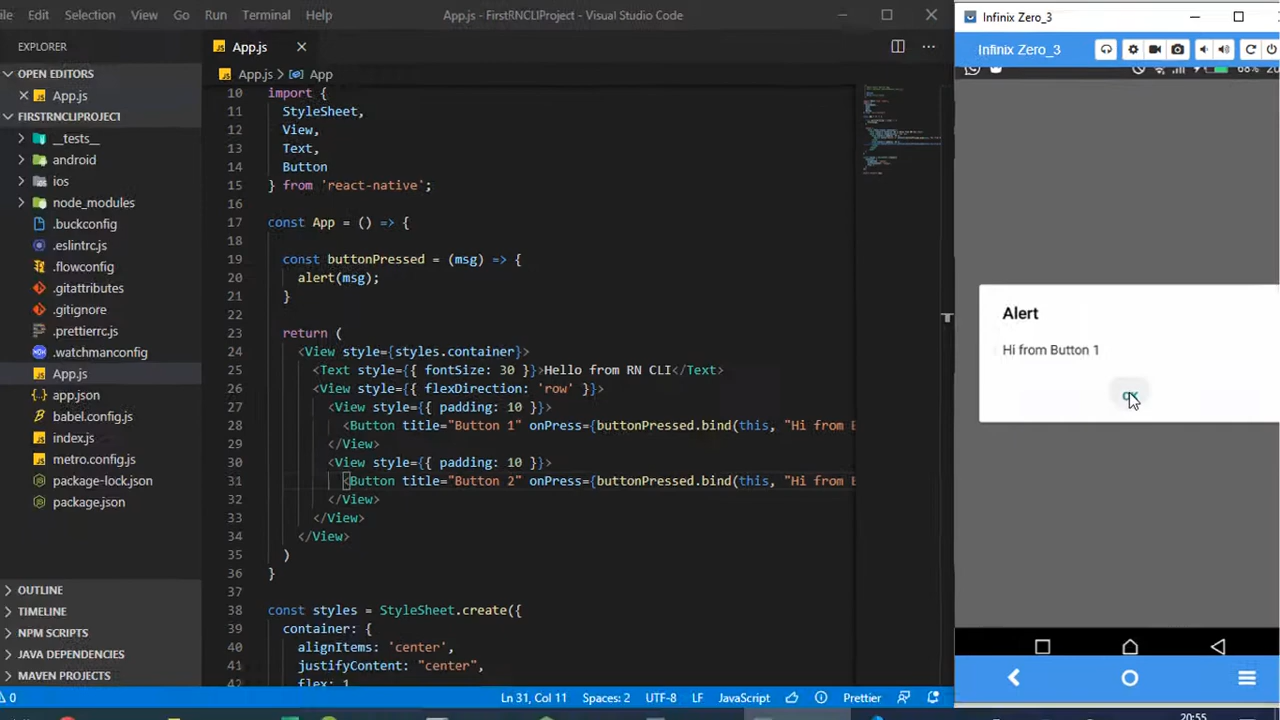 Edit Selection View Go Run Terminal Help App.js - FirstRNCLIProject - Visual Studio Code
EXPLORER
OPEN EDITORS
App.js
FIRSTRNCLIPROJECT
__tests__
android
ios
node_modules
.buckconfig
.eslintrc.js
.flowconfig
.gitattributes
.gitignore
.prettierrc.js
.watchmanconfig
App.js
app.json
babel.config.js
index.js
metro.config.js
package-lock.json
package.json
OUTLINE
TIMELINE
NPM SCRIPTS
JAVA DEPENDENCIES
MAVEN PROJECTS
App.js
App.js > App
10 import {
11 StyleSheet,
12 View,
13 Text,
14 Button
15 } from 'react-native';
16
17 const App = () => {
18
19 const buttonPressed = (msg) => {
20 alert(msg);
21 }
22
23 return (
24 <View style={styles.container}>
25 <Text style={{ fontSize: 30 }}>Hello from RN CLI</Text>
26 <View style={{ flexDirection: 'row' }}>
27 <View style={{ padding: 10 }}>
28 <Button title="Button 1" onPress={buttonPressed.bind(this, "Hi from
29 </View>
30 <View style={{ padding: 10 }}>
31 <Button title="Button 2" onPress={buttonPressed.bind(this, "Hi from
32 </View>
33 </View>
34 </View>
35 )
36 }
37
38 const styles = StyleSheet.create({
39 container: {
40 alignItems: 'center',
41 justifyContent: "center",
42 flex: 1
0 Ln 31, Col 11 Spaces: 2 UTF-8 LF JavaScript Prettier
Infinix Zero_3
Infinix Zero_3
68%
Alert
Hi from Button 1
20:55